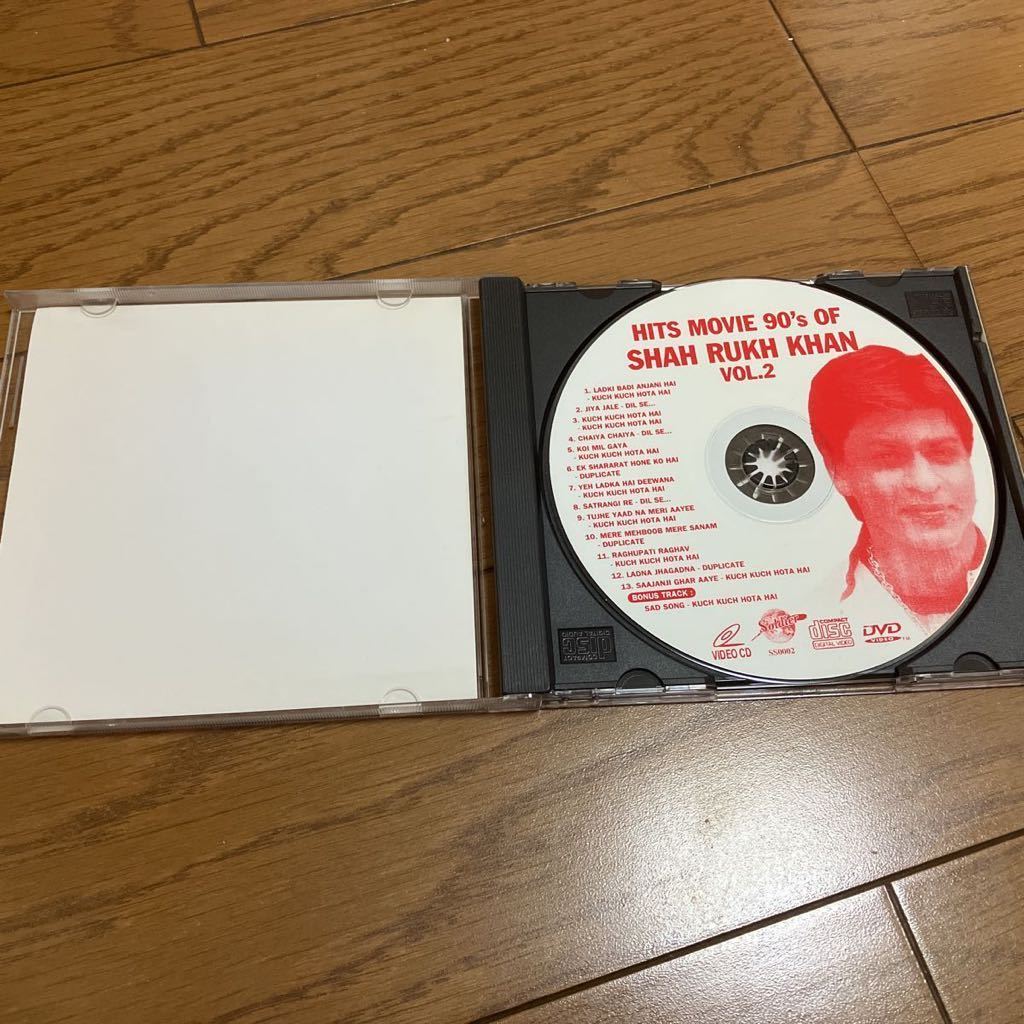 HITS MOVIE 90's OF
SHAH RUKH KHAN
VOL.2
1. LADKI BADI ANJANI HAI
- KUCH KUCH HOTA HAI
2. JIYA JALE - DIL SE...
3. KUCH KUCH HOTA HAI
- KUCH KUCH HOTA HAI
4. CHAIYA CHAIYA - DIL SE...
5. KOI MIL GAYA
- KUCH KUCH HOTA HAI
6. EK SHARARAT HONE KO HAI
- DUPLICATE
7. YEH LADKA HAI DEEWANA
- KUCH KUCH HOTA HAI
8. SATRANGI RE - DIL SE...
9. TUJHE YAAD NA MERI AAYEE
- KUCH KUCH HOTA HAI
10. MERE MEHBOOB MERE SANAM
- DUPLICATE
11. RAGHUPATI RAGHAV
- KUCH KUCH HOTA HAI
12. LADNA JHAGADNA - DUPLICATE
13. SAAJANJI GHAR AAYE - KUCH KUCH HOTA HAI
BONUS TRACK :
SAD SONG - KUCH KUCH HOTA HAI
VIDEO CD
Soldier
SS0002
COMPACT
disc
DIGITAL VIDEO
DVD
VIDEO TM
COMPACT
disc
DIGITAL AUDIO